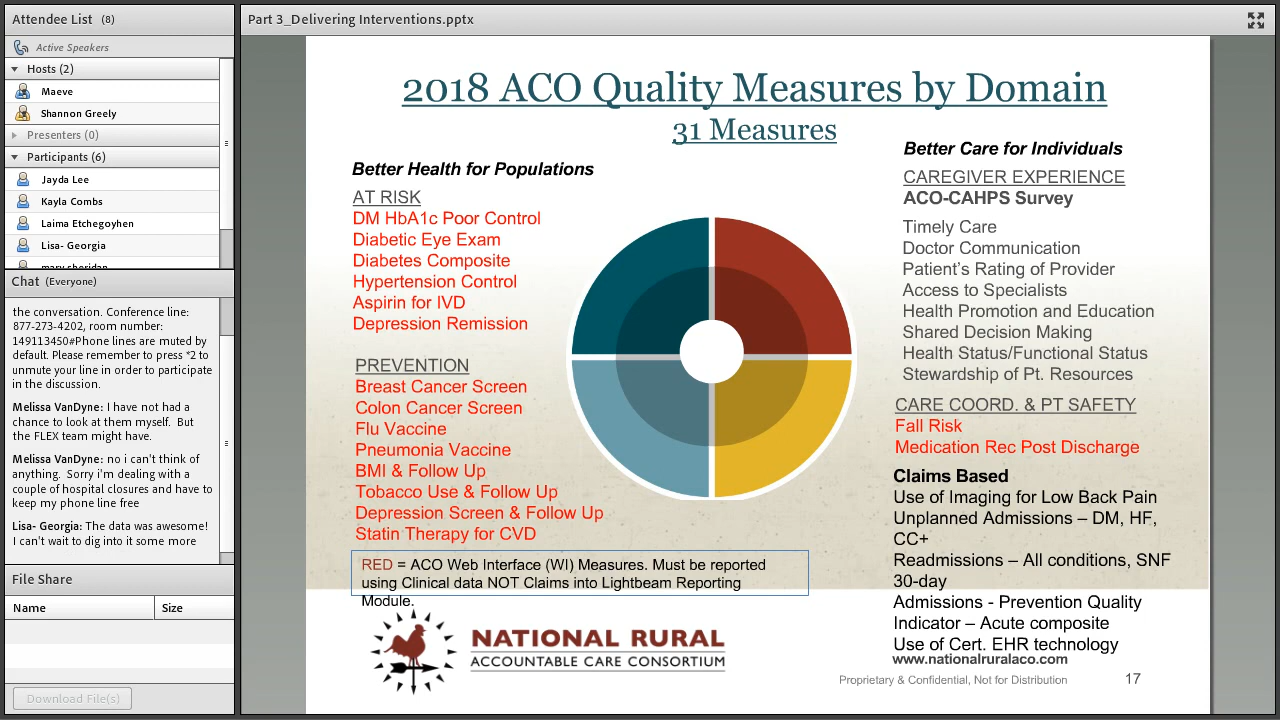 Attendee List (8)
Active Speakers
Hosts (2)
Maeve
Shannon Greely
Presenters (0)
Participants (6)
Jayda Lee
Kayla Combs
Laima Etchegoyhen
Lisa- Georgia
mary sheridan
Chat (Everyone)
the conversation. Conference line:
877-273-4202, room number:
149113450#Phone lines are muted by
default. Please remember to press *2 to
unmute your line in order to participate
in the discussion.
Melissa VanDyne: I have not had a
chance to look at them myself. But
the FLEX team might have.
Melissa VanDyne: no i can't think of
anything. Sorry i'm dealing with a
couple of hospital closures and have to
keep my phone line free
Lisa- Georgia: The data was awesome!
I can't wait to dig into it some more
File Share
Name Size
Download File(s)
Part 3_Delivering Interventions.pptx
2018 ACO Quality Measures by Domain
31 Measures
Better Health for Populations
AT RISK
DM HbA1c Poor Control
Diabetic Eye Exam
Diabetes Composite
Hypertension Control
Aspirin for IVD
Depression Remission
PREVENTION
Breast Cancer Screen
Colon Cancer Screen
Flu Vaccine
Pneumonia Vaccine
BMI & Follow Up
Tobacco Use & Follow Up
Depression Screen & Follow Up
Statin Therapy for CVD
RED = ACO Web Interface (WI) Measures. Must be reported
using Clinical data NOT Claims into Lightbeam Reporting
Module.
NATIONAL RURAL
ACCOUNTABLE CARE CONSORTIUM
Better Care for Individuals
CAREGIVER EXPERIENCE
ACO-CAHPS Survey
Timely Care
Doctor Communication
Patient's Rating of Provider
Access to Specialists
Health Promotion and Education
Shared Decision Making
Health Status/Functional Status
Stewardship of Pt. Resources
CARE COORD. & PT SAFETY
Fall Risk
Medication Rec Post Discharge
Claims Based
Use of Imaging for Low Back Pain
Unplanned Admissions – DM, HF,
CC+
Readmissions – All conditions, SNF
30-day
Admissions - Prevention Quality
Indicator – Acute composite
Use of Cert. EHR technology
www.nationalruralaco.com
Proprietary & Confidential, Not for Distribution 17